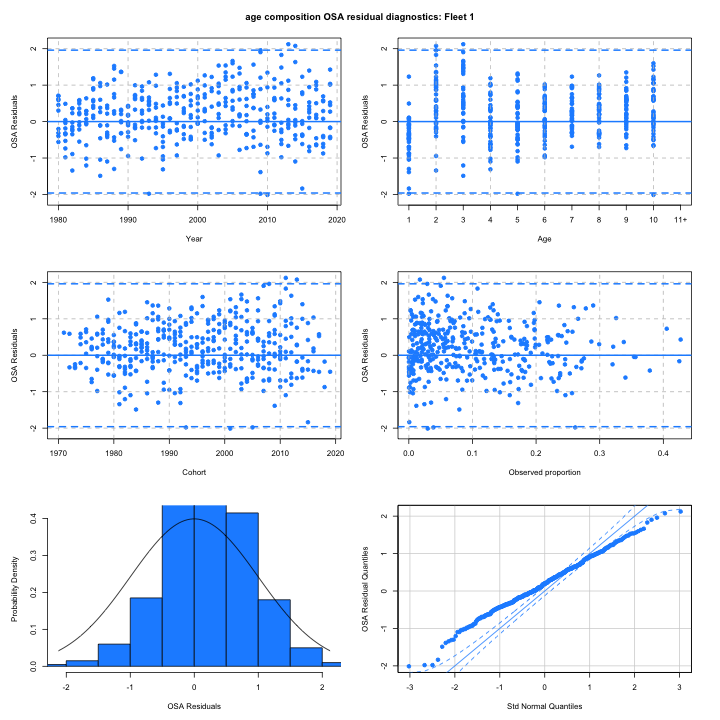 age composition OSA residual diagnostics: Fleet 1
OSA Residuals
2
1
0
-1
-2
1980 1990 2000 2010 2020
Year
OSA Residuals
2
1
0
-1
-2
1 2 3 4 5 6 7 8 9 10 11+
Age
OSA Residuals
2
1
0
-1
-2
1970 1980 1990 2000 2010 2020
Cohort
OSA Residuals
2
1
0
-1
-2
0.0 0.1 0.2 0.3 0.4
Observed proportion
Probability Density
0.4
0.3
0.2
0.1
0.0
-2 -1 0 1 2
OSA Residuals
OSA Residual Quantiles
2
1
0
-1
-2
-3 -2 -1 0 1 2 3
Std Normal Quantiles